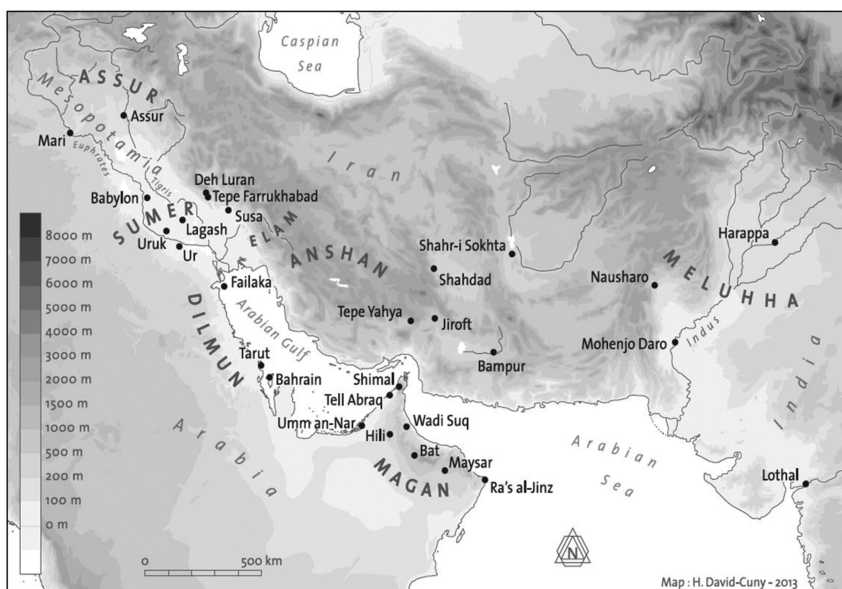 Caspian
Sea
ASSUR
Mesopotamia
Assur
Mari
Euphrates
Tigris
Iran
Deh Luran
Tepe Farrukhabad
Babylon
Susa
SUMER
Lagash
ELAM
Uruk
Ur
ANSHAN
Shahr-i Sokhta
Shahdad
Harappa
Nausharo
MELUHHA
Failaka
DILMUN
Arabian Gulf
Tepe Yahya
Jiroft
Mohenjo Daro
Indus
Bampur
India
Tarut
Bahrain
Shimal
Tell Abraq
Umm an-Nar
Wadi Suq
Hili
Bat
Maysar
MAGAN
Ra's al-Jinz
Arabia
Arabian
Sea
Lothal
8000 m
7000 m
6000 m
5000 m
4000 m
3000 m
2000 m
1500 m
1000 m
500 m
200 m
100 m
0 m
0 500 km
N
Map : H. David-Cuny - 2013